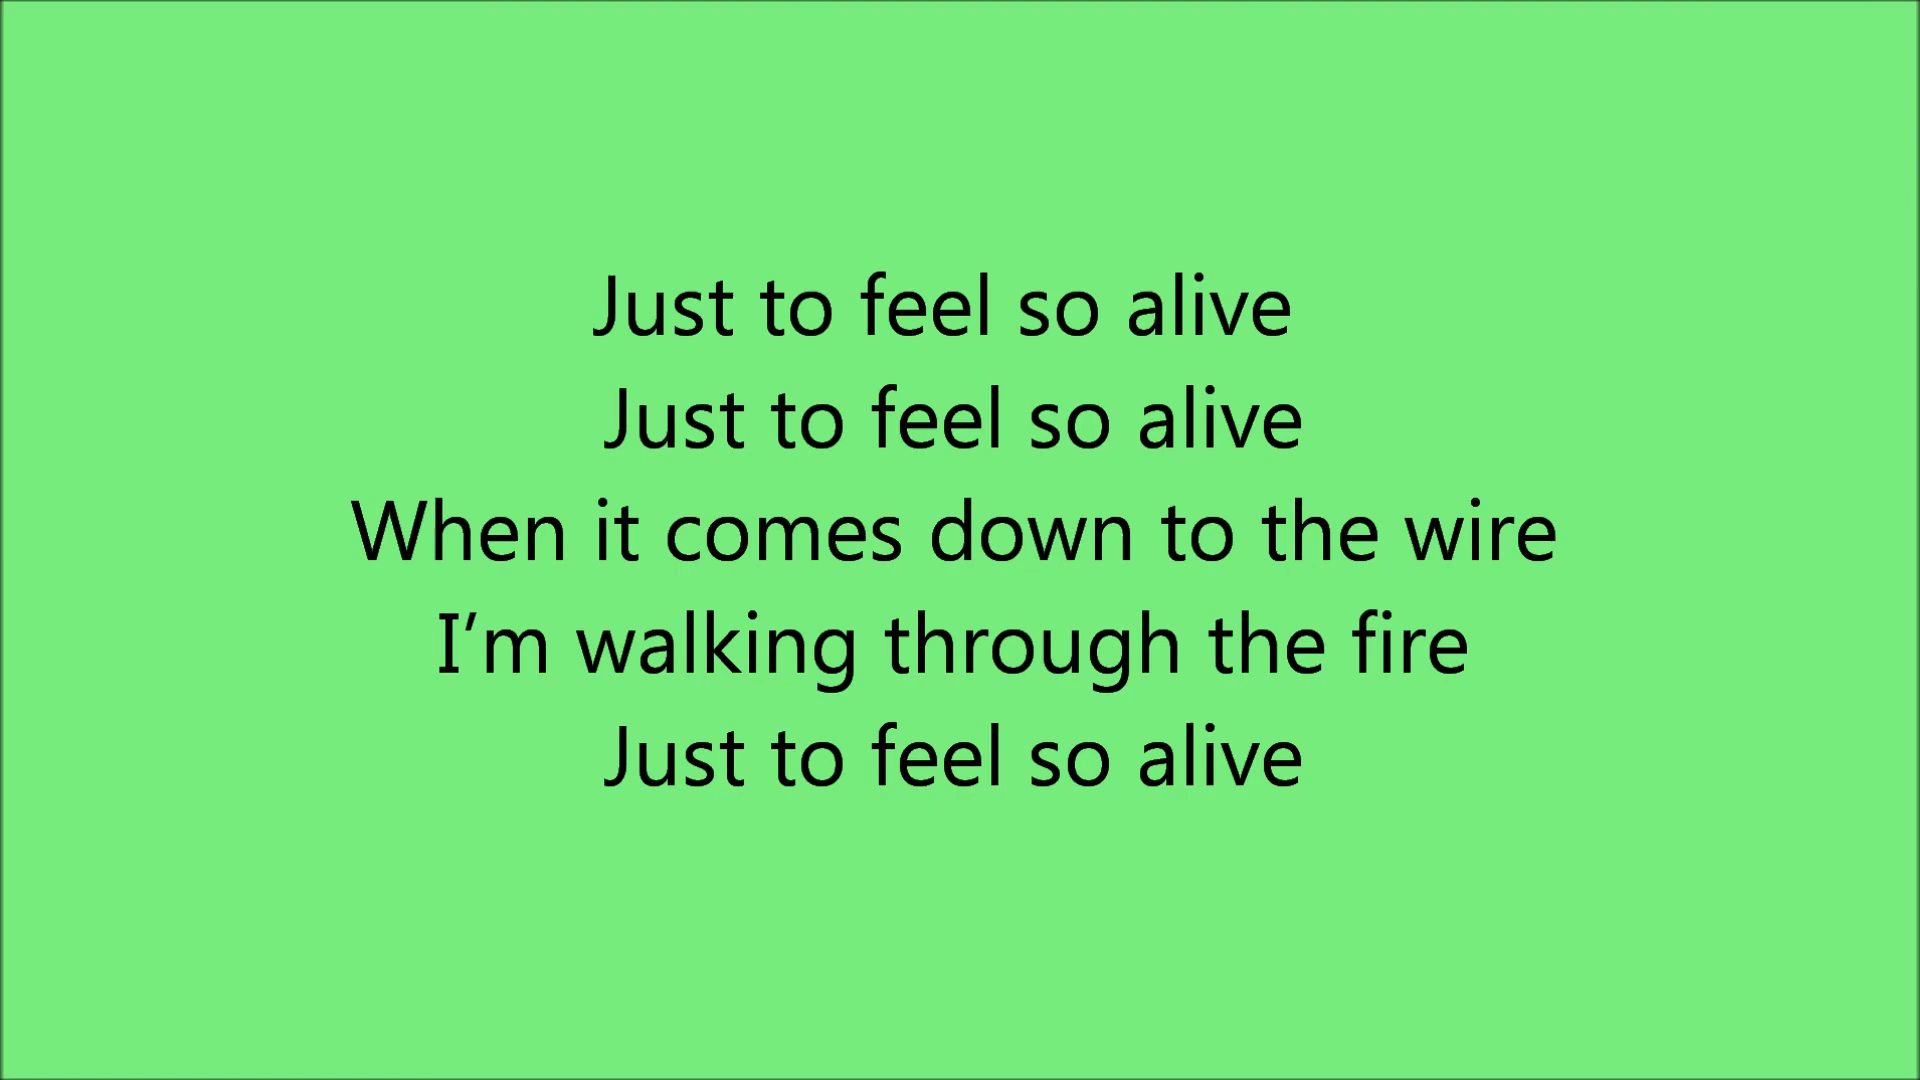 Just to feel so alive
Just to feel so alive
When it comes down to the wire
I’m walking through the fire
Just to feel so alive